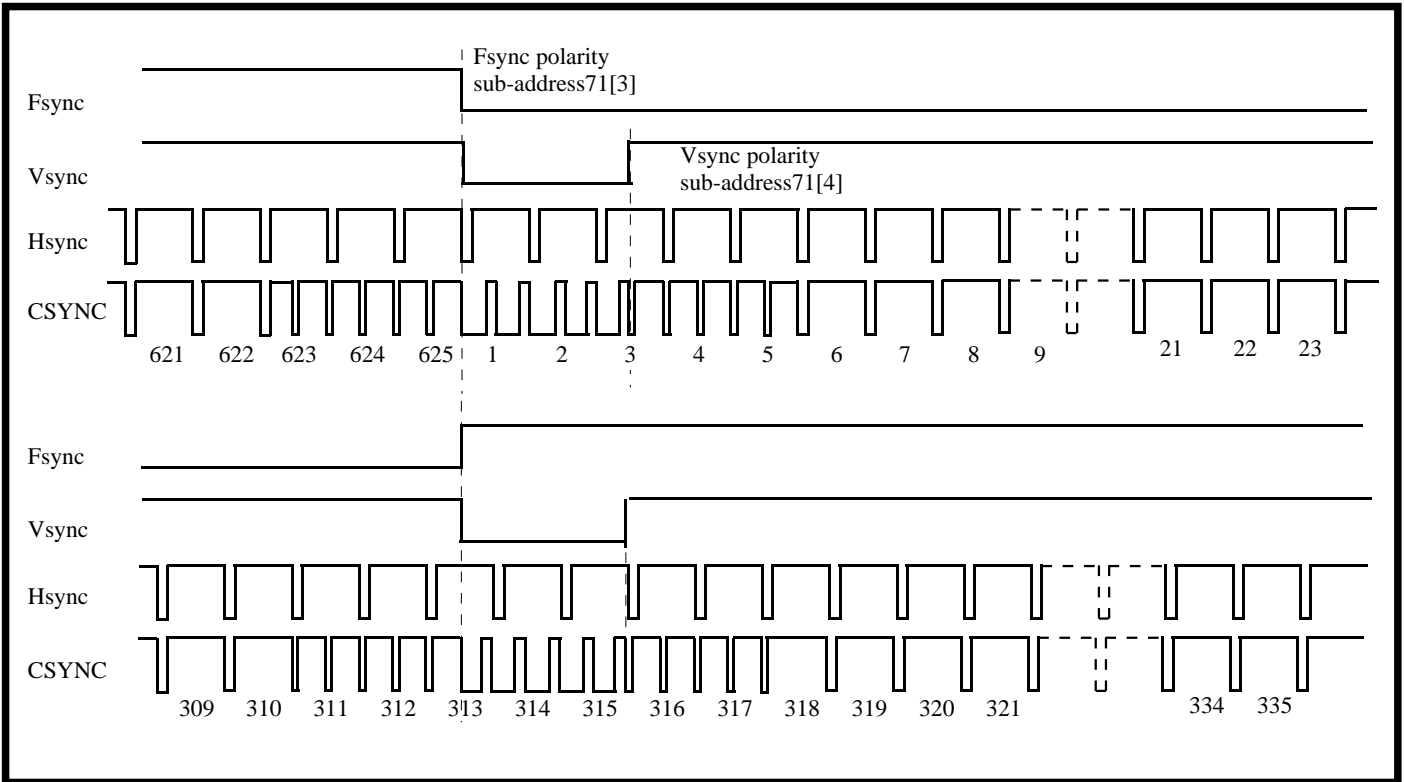 Fsync polarity
sub-address71[3]
Fsync
Vsync
Vsync polarity
sub-address71[4]
Hsync
CSYNC
621 622 623 624 625 1 2 3 4 5 6 7 8 9 21 22 23
Fsync
Vsync
Hsync
CSYNC
309 310 311 312 313 314 315 316 317 318 319 320 321 334 335